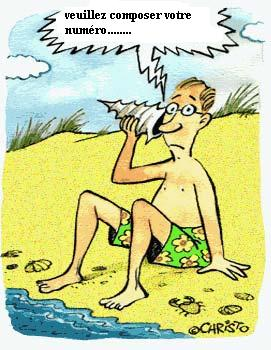 veuillez composer votre
numéro........
©CHRISTO